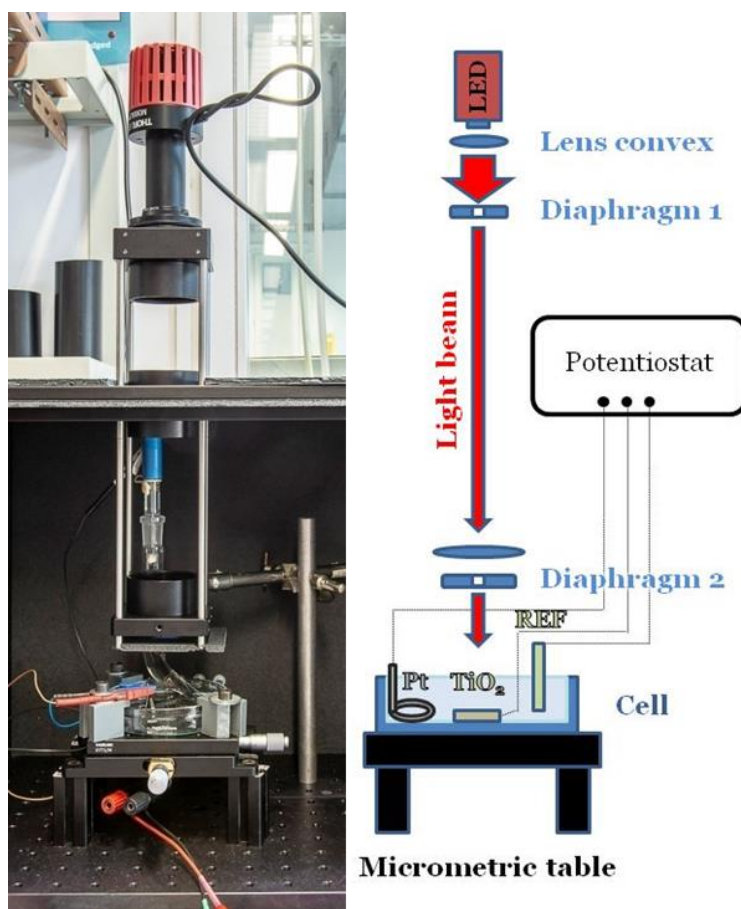 LED
Lens convex
Diaphragm 1
Light beam
Potentiostat
Diaphragm 2
REF
Pt TiO₂
Cell
Micrometric table